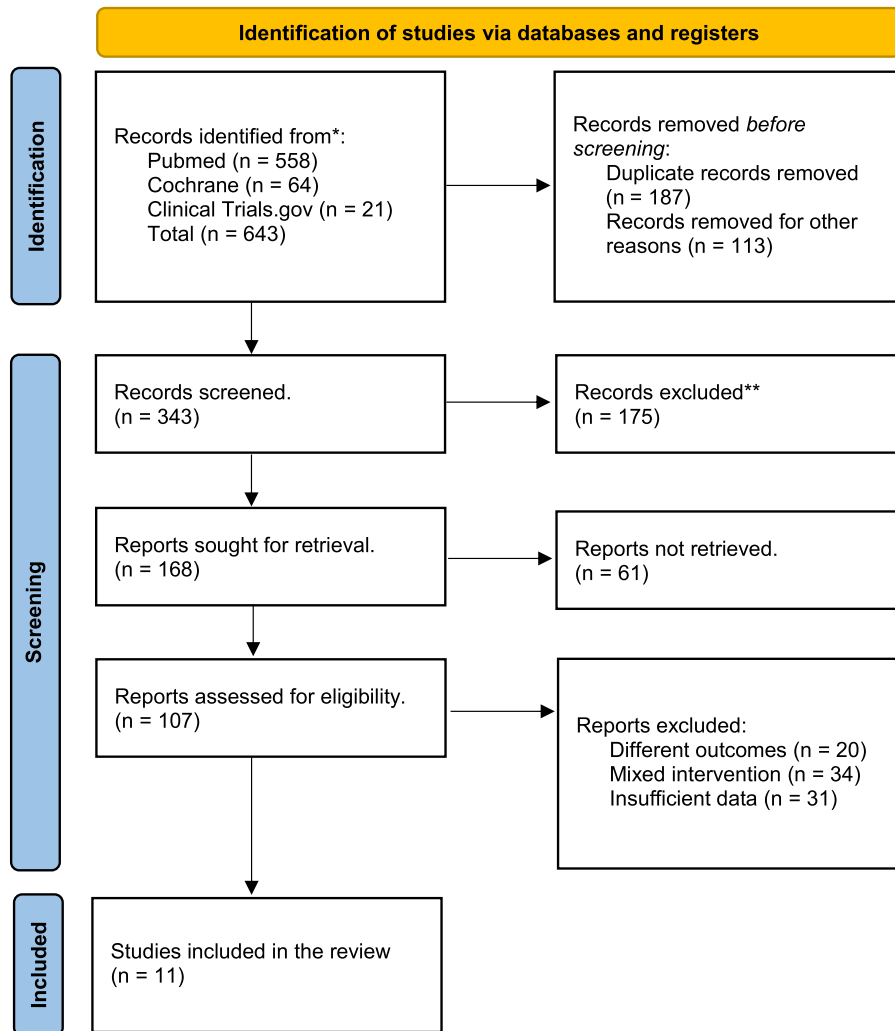 Identification of studies via databases and registers
Identification
Records identified from*:
Pubmed (n = 558)
Cochrane (n = 64)
Clinical Trials.gov (n = 21)
Total (n = 643)
Records removed before
screening:
Duplicate records removed
(n = 187)
Records removed for other
reasons (n = 113)
Screening
Records screened.
(n = 343)
Records excluded**
(n = 175)
Reports sought for retrieval.
(n = 168)
Reports not retrieved.
(n = 61)
Reports assessed for eligibility.
(n = 107)
Reports excluded:
Different outcomes (n = 20)
Mixed intervention (n = 34)
Insufficient data (n = 31)
Included
Studies included in the review
(n = 11)